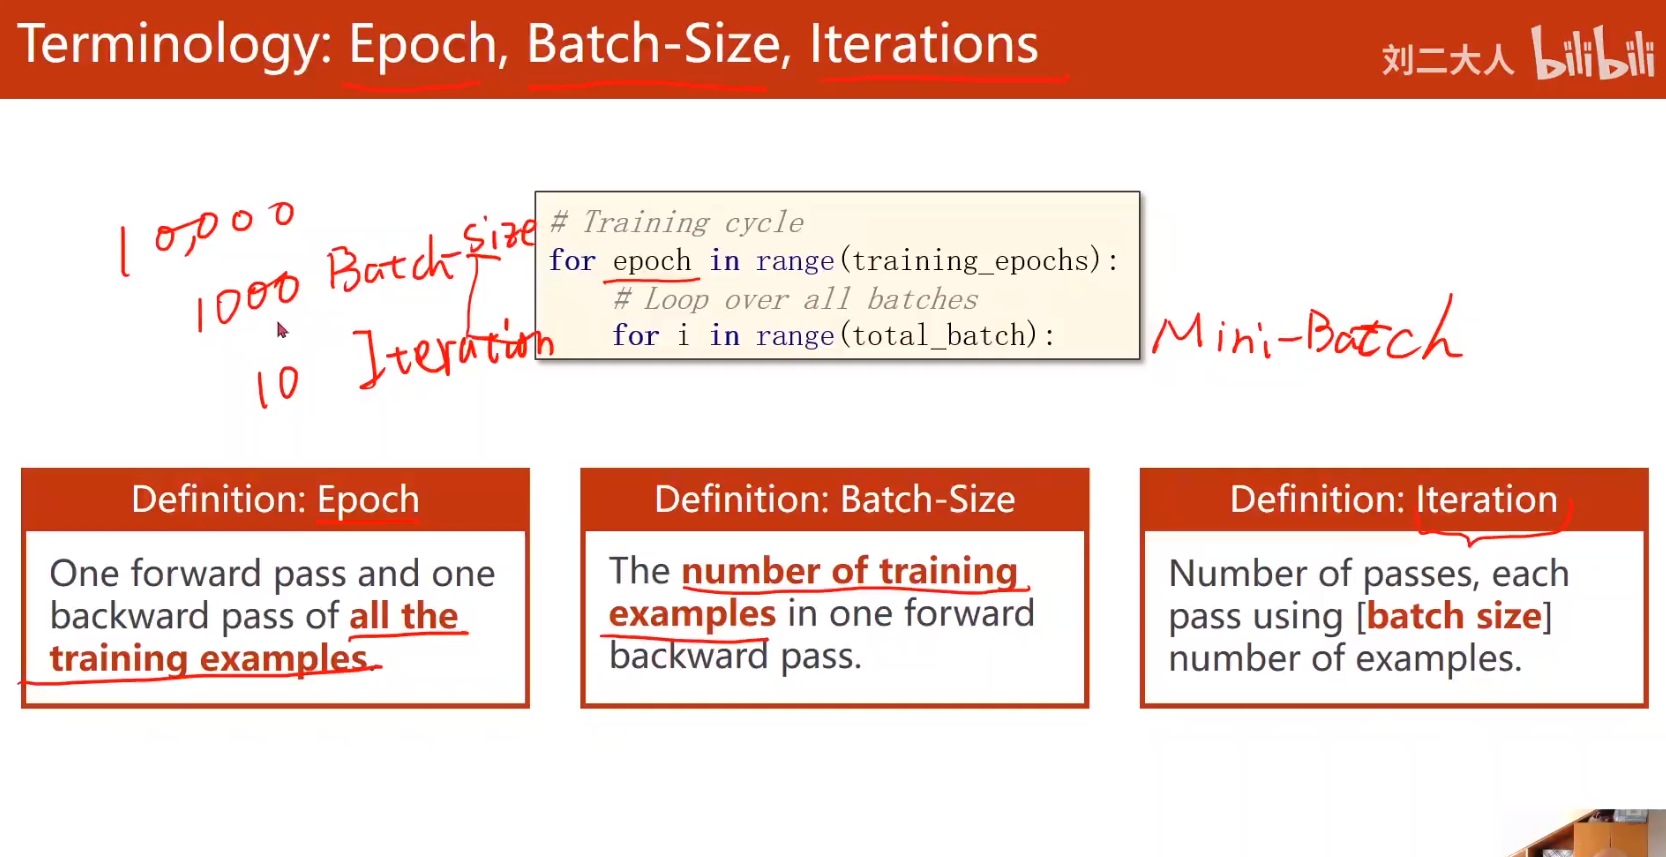 Terminology: Epoch, Batch-Size, Iterations
刘二大人 bilibili
10,000
1000 Batch-size
10 Iteration
# Training cycle
for epoch in range(training_epochs):
# Loop over all batches
for i in range(total_batch):
Mini-Batch
Definition: Epoch
One forward pass and one
backward pass of all the
training examples.
Definition: Batch-Size
The number of training
examples in one forward
backward pass.
Definition: Iteration
Number of passes, each
pass using [batch size]
number of examples.